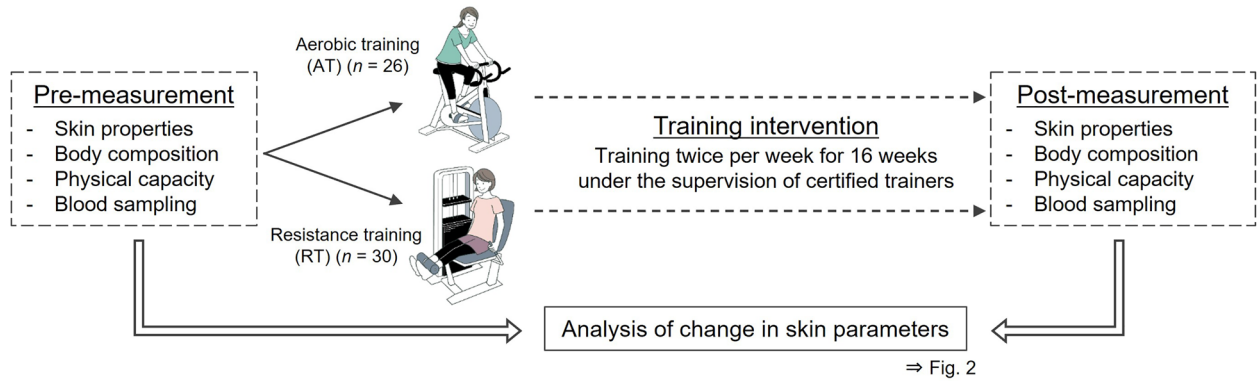 Pre-measurement
- Skin properties
- Body composition
- Physical capacity
- Blood sampling
Aerobic training
(AT) (n = 26)
Resistance training
(RT) (n = 30)
Training intervention
Training twice per week for 16 weeks
under the supervision of certified trainers
Post-measurement
- Skin properties
- Body composition
- Physical capacity
- Blood sampling
Analysis of change in skin parameters
⇒ Fig. 2